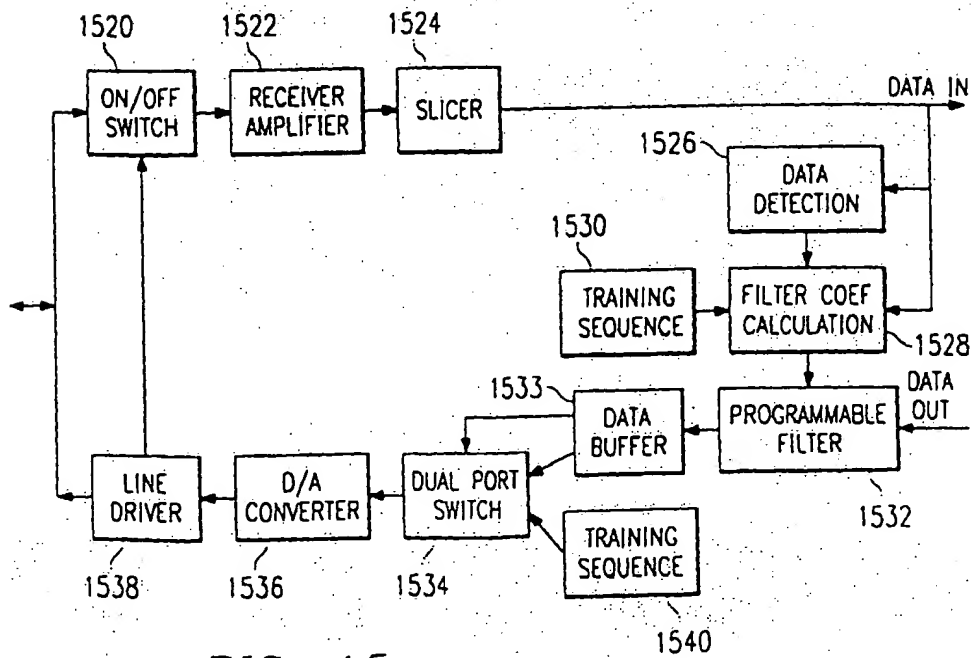 1520
1522
1524
ON/OFF
SWITCH
RECEIVER
AMPLIFIER
SLICER
DATA IN
1526
DATA
DETECTION
1530
TRAINING
SEQUENCE
FILTER COEF
CALCULATION
1528
1533
DATA
OUT
DATA
BUFFER
PROGRAMMABLE
FILTER
LINE
DRIVER
D/A
CONVERTER
DUAL PORT
SWITCH
1532
TRAINING
SEQUENCE
1538
1536
1534
1540